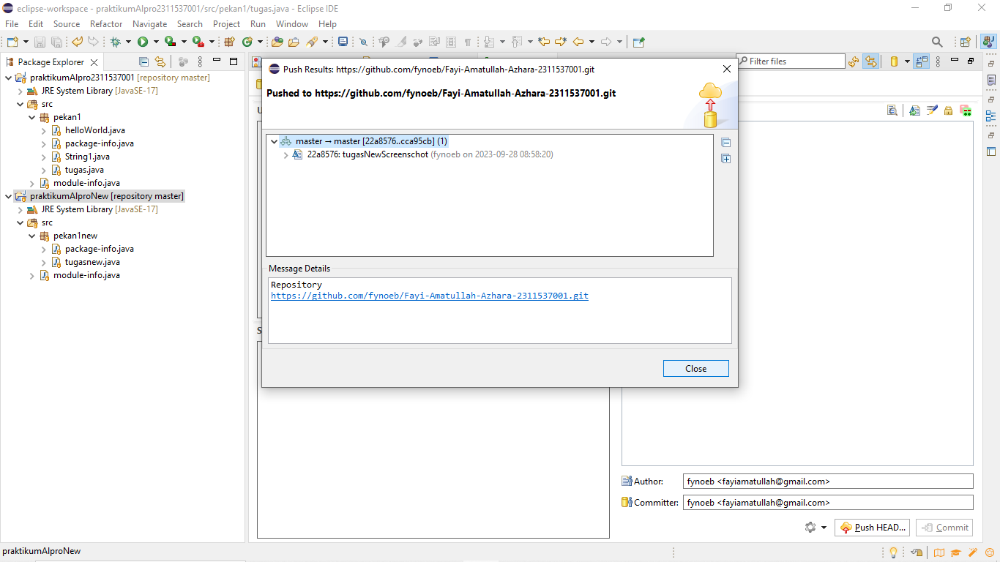 eclipse-workspace - praktikumAlpro2311537001/src/pekan1/tugas.java - Eclipse IDE
File Edit Source Refactor Navigate Search Project Run Window Help
Package Explorer
praktikumAlpro2311537001 [repository master]
JRE System Library [JavaSE-17]
src
pekan1
helloWorld.java
package-info.java
String1.java
tugas.java
module-info.java
praktikumAlproNew [repository master]
JRE System Library [JavaSE-17]
src
pekan1new
package-info.java
tugasnew.java
module-info.java
Filter files
Push Results: https://github.com/fynoeb/Fayi-Amatullah-Azhara-2311537001.git
Pushed to https://github.com/fynoeb/Fayi-Amatullah-Azhara-2311537001.git
master → master [22a8576..cca95cb] (1)
22a8576: tugasNewScreenschot (fynoeb on 2023-09-28 08:58:20)
Message Details
Repository
https://github.com/fynoeb/Fayi-Amatullah-Azhara-2311537001.git
Close
Author: fynoeb <fayiamatullah@gmail.com>
Committer: fynoeb <fayiamatullah@gmail.com>
Push HEAD... Commit
praktikumAlproNew